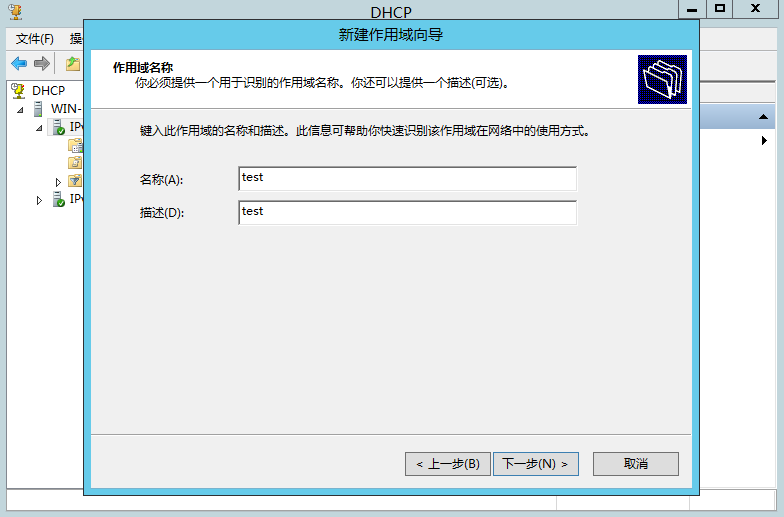 DHCP
文件(F)
新建作用域向导
作用域名称
你必须提供一个用于识别的作用域名称。你还可以提供一个描述(可选)。
DHCP
WIN-
键入此作用域的名称和描述。此信息可帮助你快速识别该作用域在网络中的使用方式。
名称(A):
test
描述(D):
test
< 上一步(B)
下一步(N) >
取消